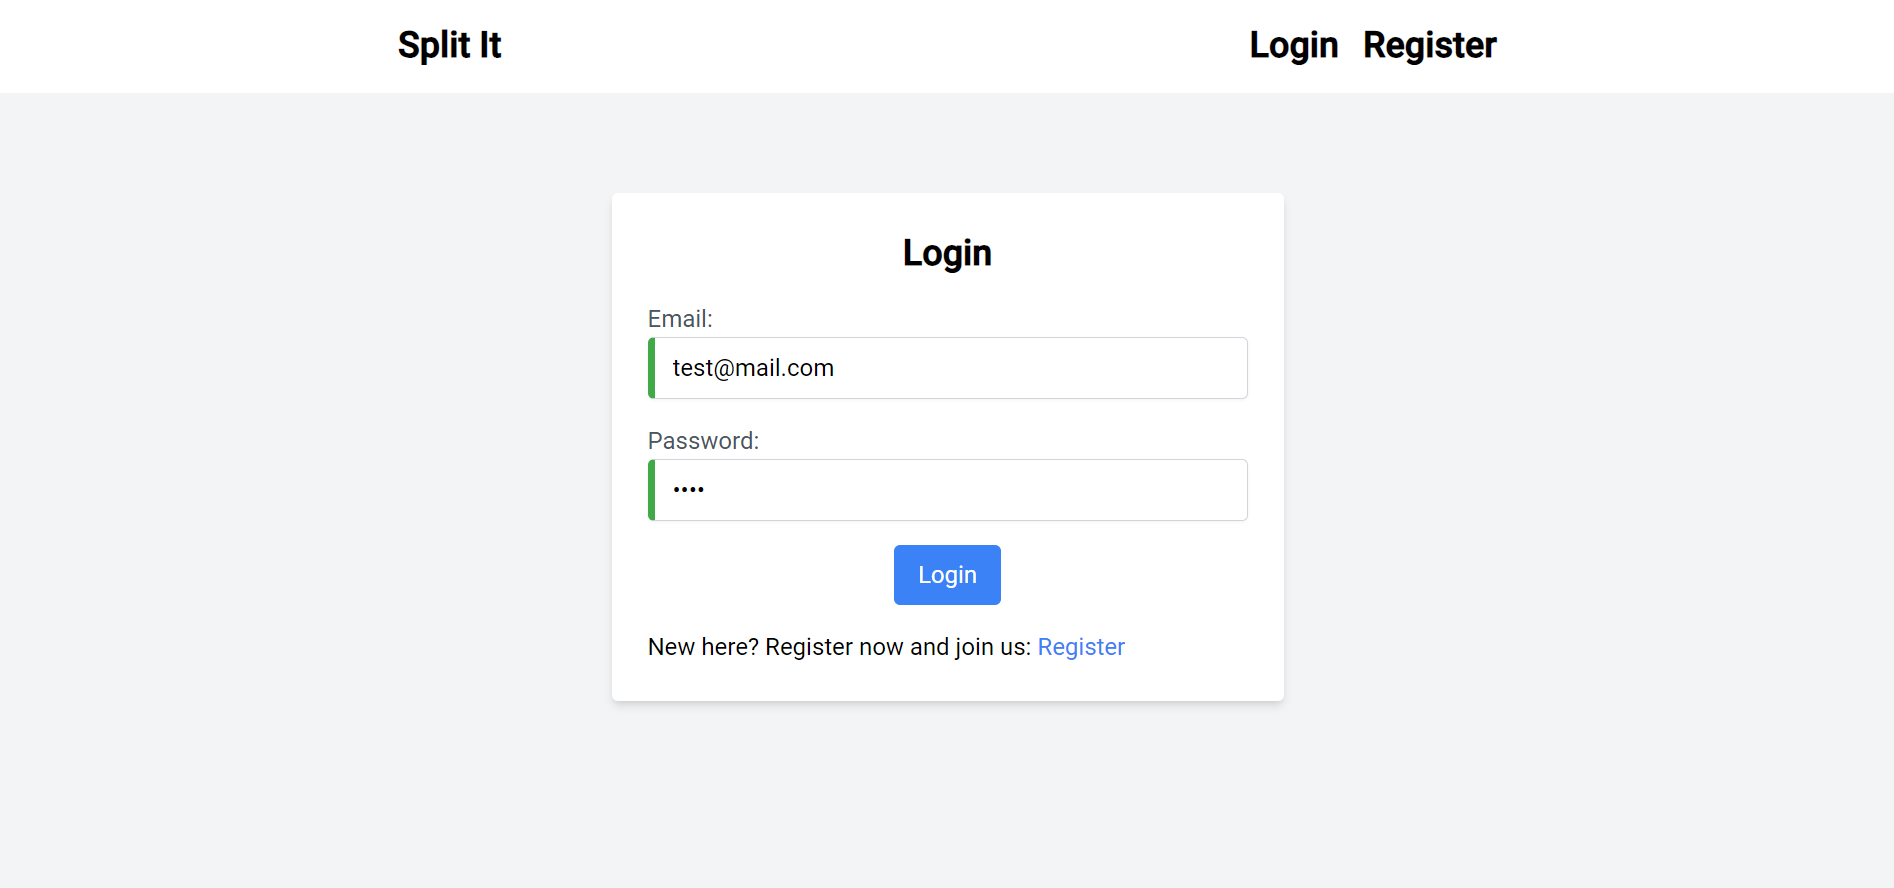 Split It
Login Register
Login
Email:
test@mail.com
Password:
••••
Login
New here? Register now and join us: Register